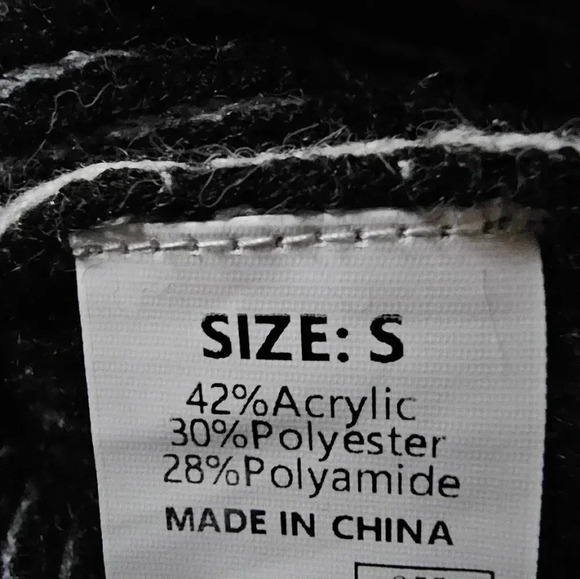 SIZE: S
42%Acrylic
30%Polyester
28%Polyamide
MADE IN CHINA